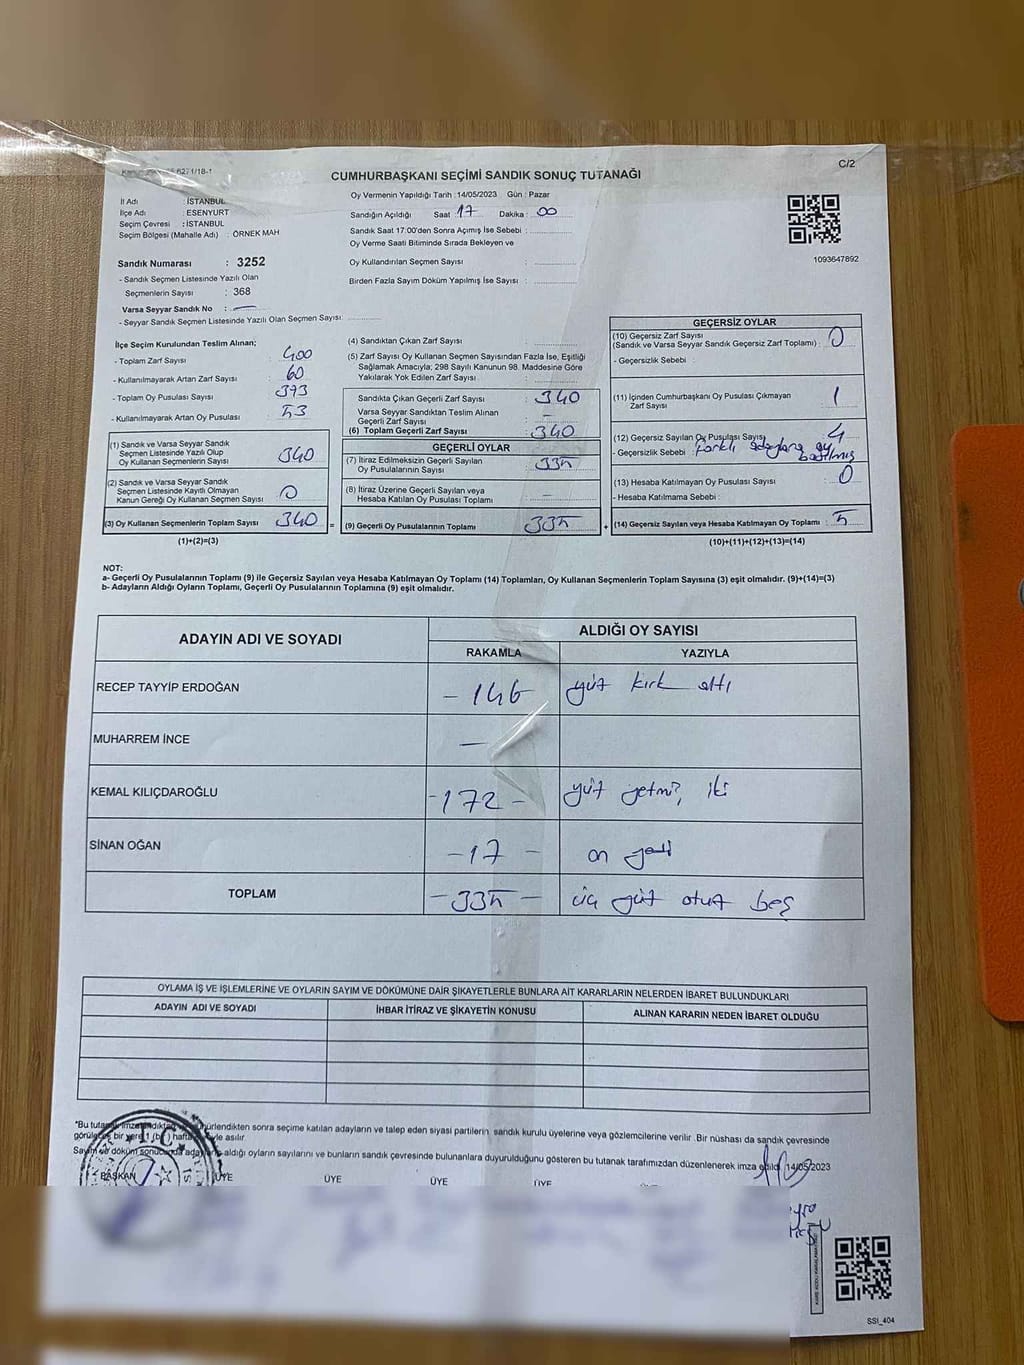 C/2
6271/18-1
CUMHURBAŞKANI SEÇİMİ SANDIK SONUÇ TUTANAĞI
İl Adı : İSTANBUL
İlçe Adı : ESENYURT
Seçim Çevresi : İSTANBUL
Seçim Bölgesi (Mahalle Adı) : ÖRNEK MAH
Oy Vermenin Yapıldığı Tarih :14/05/2023 Gün : Pazar
Sandığın Açıldığı Saat 17 Dakika : 00
Sandık Saat 17:00'den Sonra Açımış İse Sebebi :
Oy Verme Saati Bitiminde Sırada Bekleyen ve
Oy Kullandırılan Seçmen Sayısı :
Birden Fazla Sayım Döküm Yapılmış İse Sayısı :
1093647892
Sandık Numarası : 3252
- Sandık Seçmen Listesinde Yazılı Olan
Seçmenlerin Sayısı : 368
Varsa Seyyar Sandık No : —
- Seyyar Sandık Seçmen Listesinde Yazılı Olan Seçmen Sayısı:
İlçe Seçim Kurulundan Teslim Alınan;
- Toplam Zarf Sayısı : 400
- Kullanılmayarak Artan Zarf Sayısı : 60
- Toplam Oy Pusulası Sayısı : 393
- Kullanılmayarak Artan Oy Pusulası : 53
(1) Sandık ve Varsa Seyyar Sandık
Seçmen Listesinde Yazılı Olup
Oy Kullanan Seçmenlerin Sayısı : 340
(2) Sandık ve Varsa Seyyar Sandık
Seçmen Listesinde Kayıtlı Olmayan
Kanun Gereği Oy Kullanan Seçmen Sayısı : 0
(3) Oy Kullanan Seçmenlerin Toplam Sayısı : 340 =
(1)+(2)=(3)
(4) Sandıktan Çıkan Zarf Sayısı :
(5) Zarf Sayısı Oy Kullanan Seçmen Sayısından Fazla İse, Eşitliği
Sağlamak Amacıyla; 298 Sayılı Kanunun 98. Maddesine Göre
Yakılarak Yok Edilen Zarf Sayısı :
Sandıkta Çıkan Geçerli Zarf Sayısı : 340
Varsa Seyyar Sandıktan Teslim Alınan
Geçerli Zarf Sayısı : —
(6) Toplam Geçerli Zarf Sayısı : 340
GEÇERLİ OYLAR
(7) İtiraz Edilmeksizin Geçerli Sayılan
Oy Pusulalarının Sayısı : 335
(8) İtiraz Üzerine Geçerli Sayılan veya
Hesaba Katılan Oy Pusulası Toplamı : —
(9) Geçerli Oy Pusulalarının Toplamı : 335 +
GEÇERSİZ OYLAR
(10) Geçersiz Zarf Sayısı
(Sandık ve Varsa Seyyar Sandık Geçersiz Zarf Toplamı) : 0
- Geçersizlik Sebebi :
(11) İçinden Cumhurbaşkanı Oy Pusulası Çıkmayan
Zarf Sayısı : 1
(12) Geçersiz Sayılan Oy Pusulası Sayısı : 4
- Geçersizlik Sebebi : Farklı adaylara oy basılmış
(13) Hesaba Katılmayan Oy Pusulası Sayısı : 0
- Hesaba Katılmama Sebebi :
(14) Geçersiz Sayılan veya Hesaba Katılmayan Oy Toplamı : 5
(10)+(11)+(12)+(13)=(14)
NOT:
a- Geçerli Oy Pusulalarının Toplamı (9) ile Geçersiz Sayılan veya Hesaba Katılmayan Oy Toplamı (14) Toplamları, Oy Kullanan Seçmenlerin Toplam Sayısına (3) eşit olmalıdır. (9)+(14)=(3)
b- Adayların Aldığı Oyların Toplamı, Geçerli Oy Pusulalarının Toplamına (9) eşit olmalıdır.
ADAYIN ADI VE SOYADI
ALDIĞI OY SAYISI
RAKAMLA YAZIYLA
RECEP TAYYİP ERDOĞAN - 146 yüz kırk altı
MUHARREM İNCE —
KEMAL KILIÇDAROĞLU - 172 - yüz yetmiş iki
SİNAN OĞAN - 17 - on yedi
TOPLAM - 335 - üç yüz otuz beş
OYLAMA İŞ VE İŞLEMLERİNE VE OYLARIN SAYIM VE DÖKÜMÜNE DAİR ŞİKAYETLERLE BUNLARA AİT KARARLARIN NELERDEN İBARET BULUNDUKLARI
ADAYIN ADI VE SOYADI İHBAR İTİRAZ VE ŞİKAYETİN KONUSU ALINAN KARARIN NEDEN İBARET OLDUĞU
*Bu tutanak imzalandıktan ve mühürlendikten sonra seçime katılan adayların ve talep eden siyasi partilerin sandık kurulu üyelerine veya gözlemcilerine verilir. Bir nüshası da sandık çevresinde
görülecek bir yere 1 (bir) hafta süreyle asılır.
Sayım ve döküm sonucunda adayların aldığı oyların sayılarını ve bunların sandık çevresinde bulunanlara duyurulduğunu gösteren bu tutanak tarafımızdan düzenlenerek imza edildi. 14/05/2023
T.C.
BAŞKAN ÜYE ÜYE ÜYE ÜYE
SSİ_404